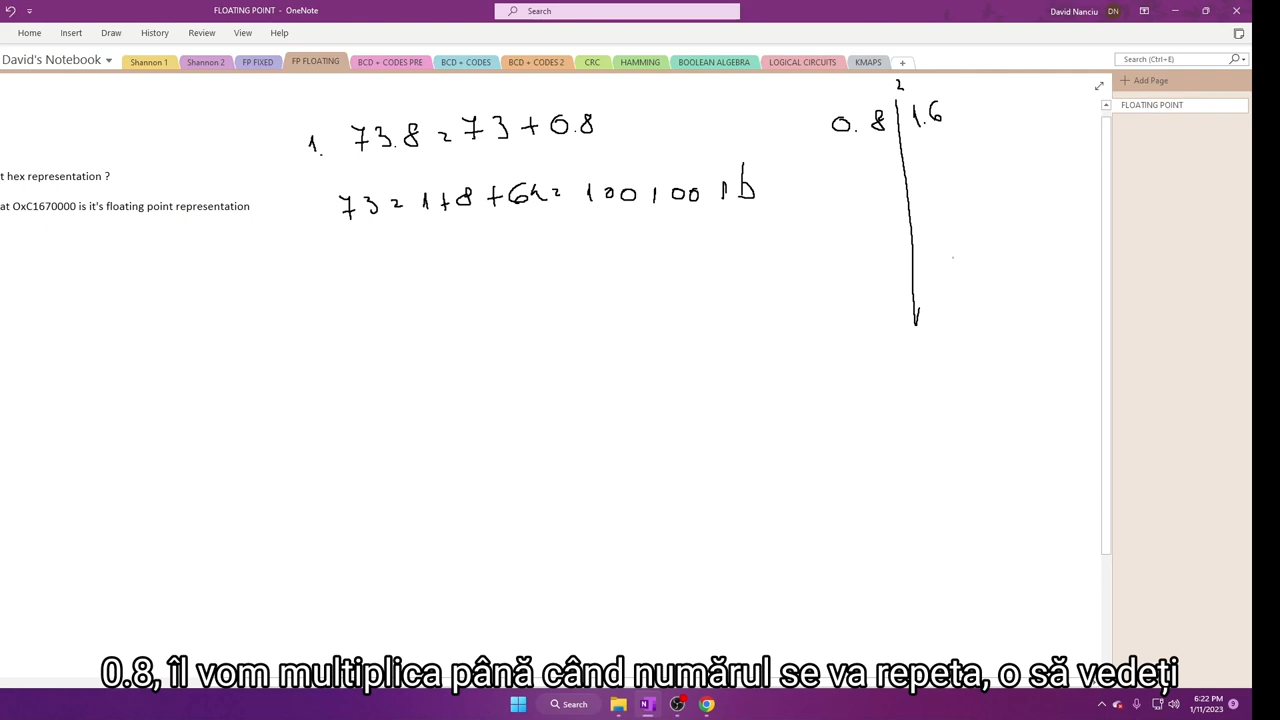 FLOATING POINT - OneNote
Search
David Nanciu DN
Home Insert Draw History Review View Help
David's Notebook
Shannon 1 Shannon 2 FP FIXED FP FLOATING BCD + CODES PRE BCD + CODES BCD + CODES 2 CRC HAMMING BOOLEAN ALGEBRA LOGICAL CIRCUITS KMAPS +
Search (Ctrl+E)
Add Page
FLOATING POINT
2
1. 73.8 = 73 + 0.8
0.8 1.6
t hex representation ?
73 = 1+8+64= 1001001b
at OxC1670000 is it's floating point representation
0.8, îl vom multiplica până când numărul se va repeta, o să vedeți
Search
6:22 PM
1/11/2023